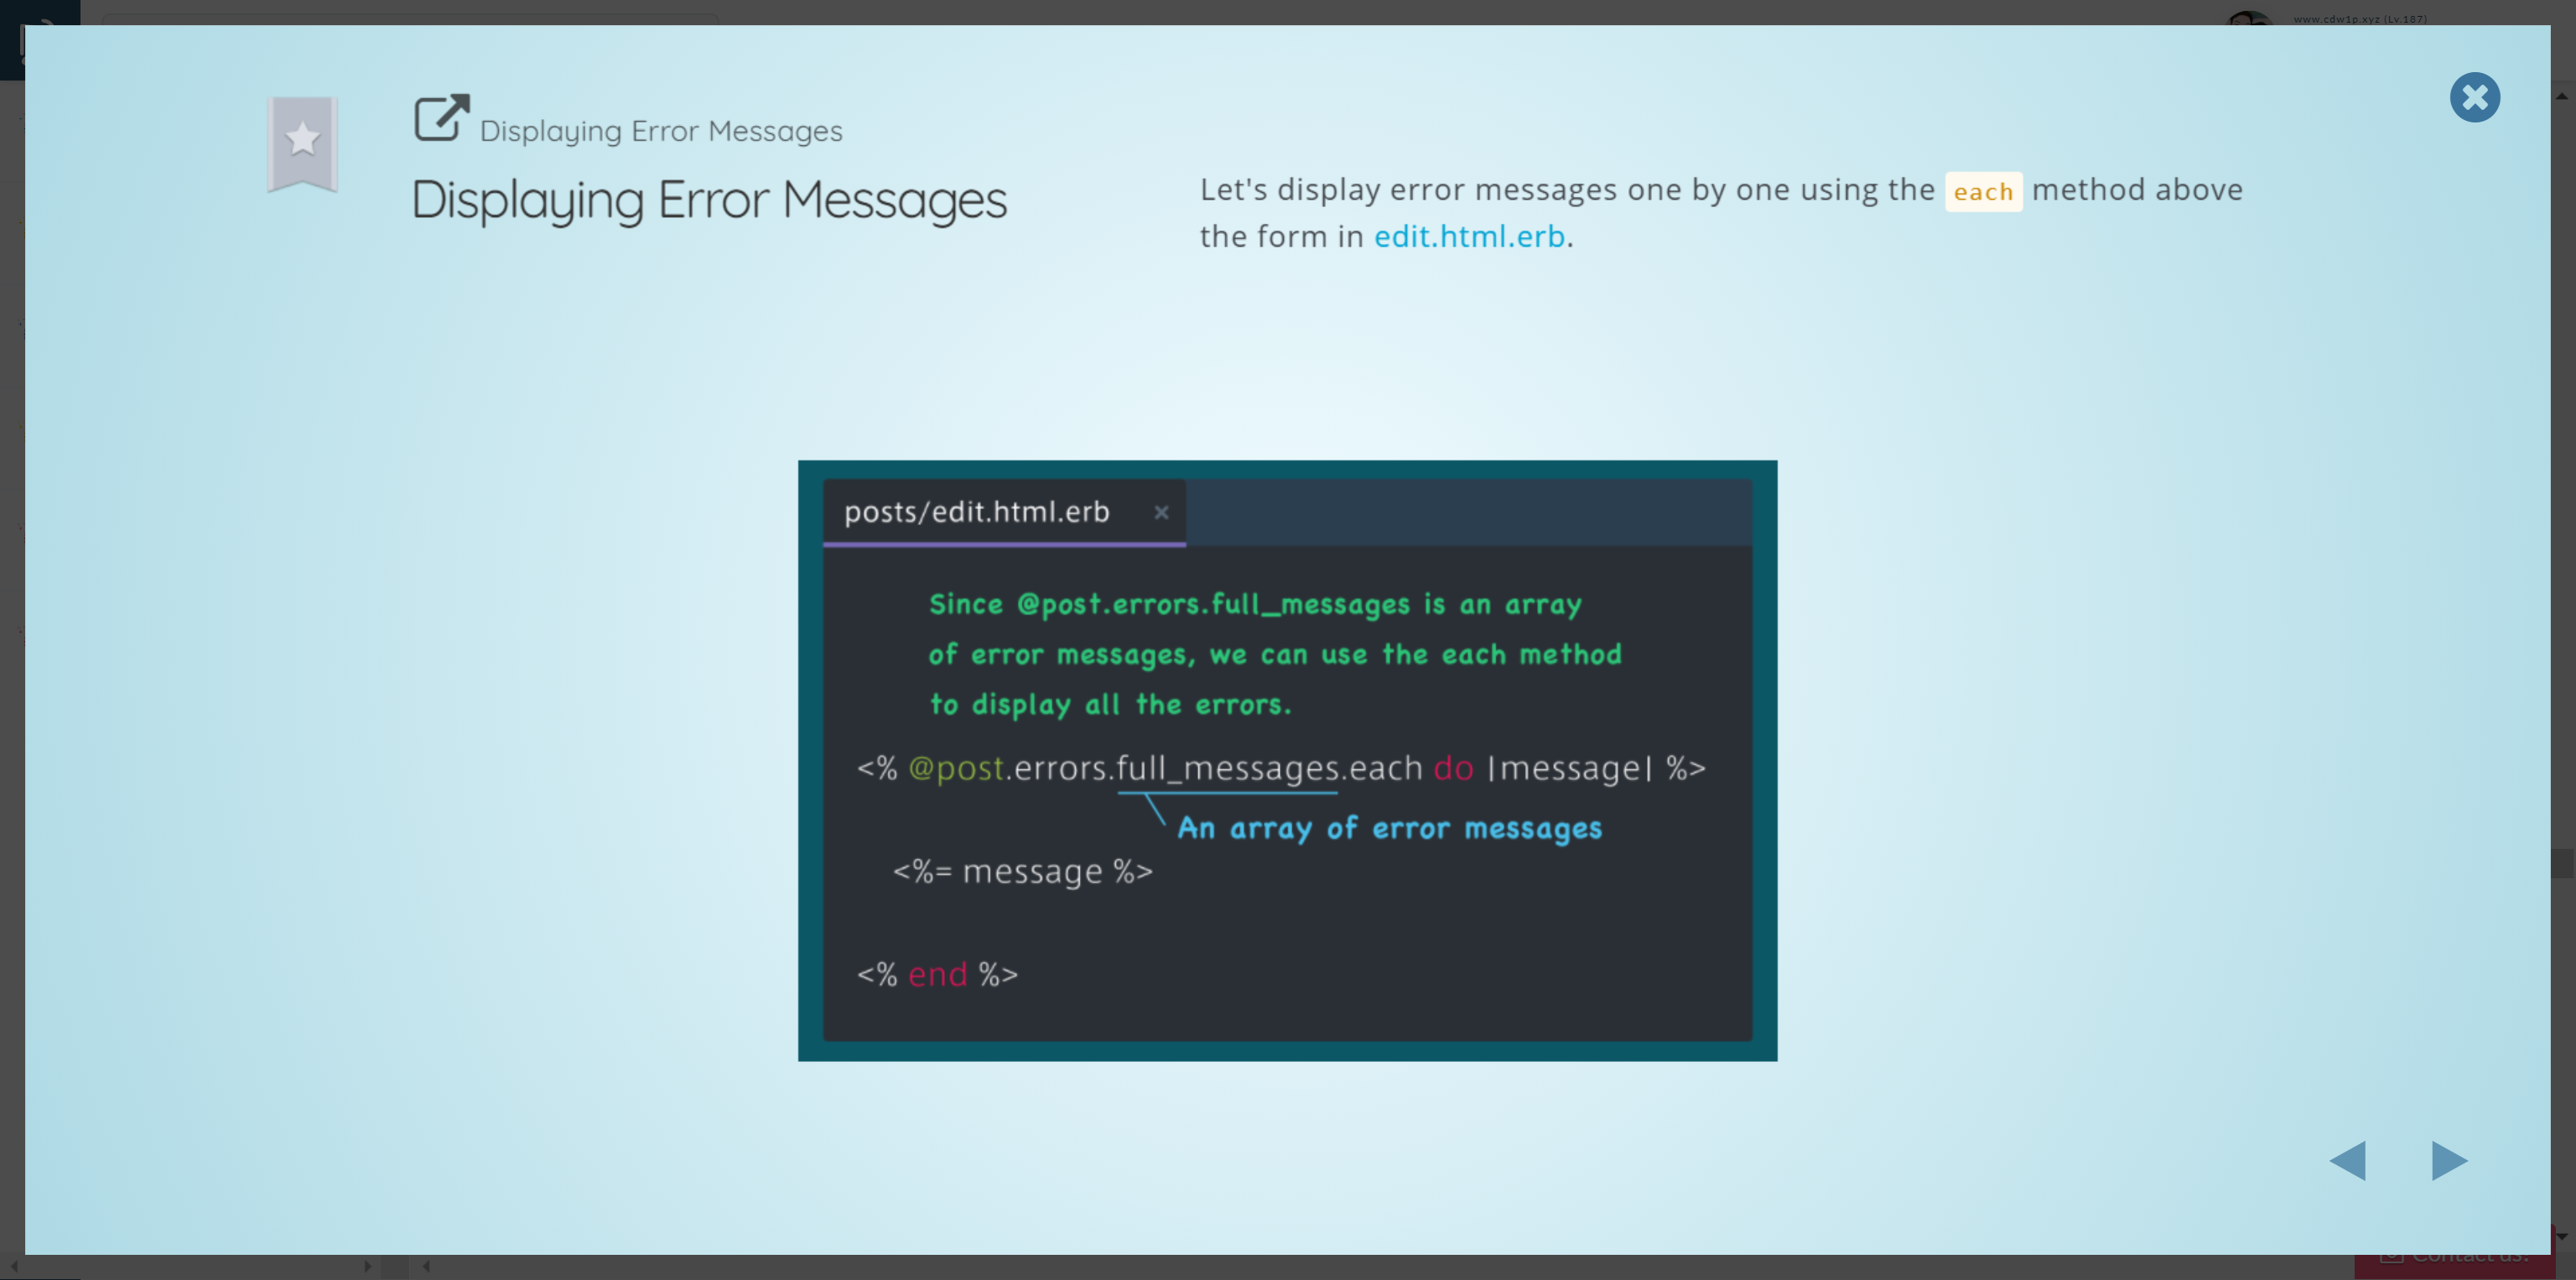 www.cdw1p.xyz (Lv.187)
Displaying Error Messages
Displaying Error Messages
Let's display error messages one by one using the each method above
the form in edit.html.erb.
posts/edit.html.erb ×
Since @post.errors.full_messages is an array
of error messages, we can use the each method
to display all the errors.
<% @post.errors.full_messages.each do |message| %>
An array of error messages
<%= message %>
<% end %>
Contact us!